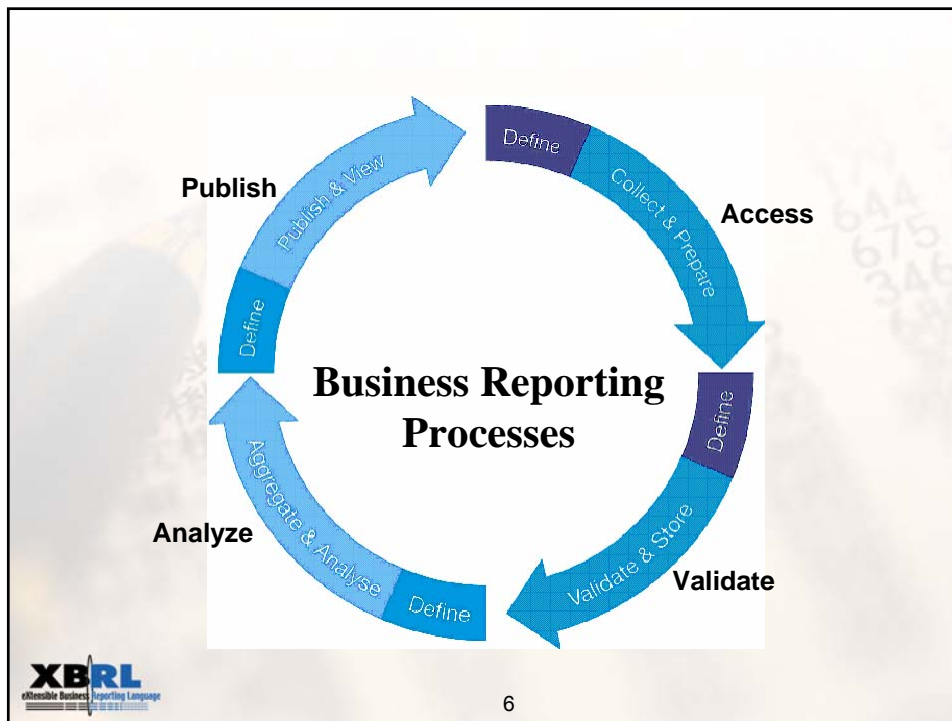 Define
Collect & Prepare
Access
Define
Validate & Store
Validate
Define
Aggregate & Analyse
Analyze
Define
Publish & View
Publish
Business Reporting
Processes
XBRL
eXtensible Business Reporting Language
6